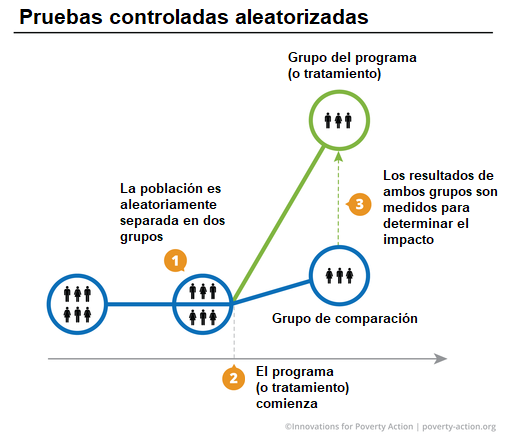 Pruebas controladas aleatorizadas
Grupo del programa
(o tratamiento)
La población es
aleatoriamente
separada en dos
grupos
1
Los resultados de
ambos grupos son
medidos para
determinar el
impacto
3
Grupo de comparación
2
El programa
(o tratamiento)
comienza
©Innovations for Poverty Action | poverty-action.org